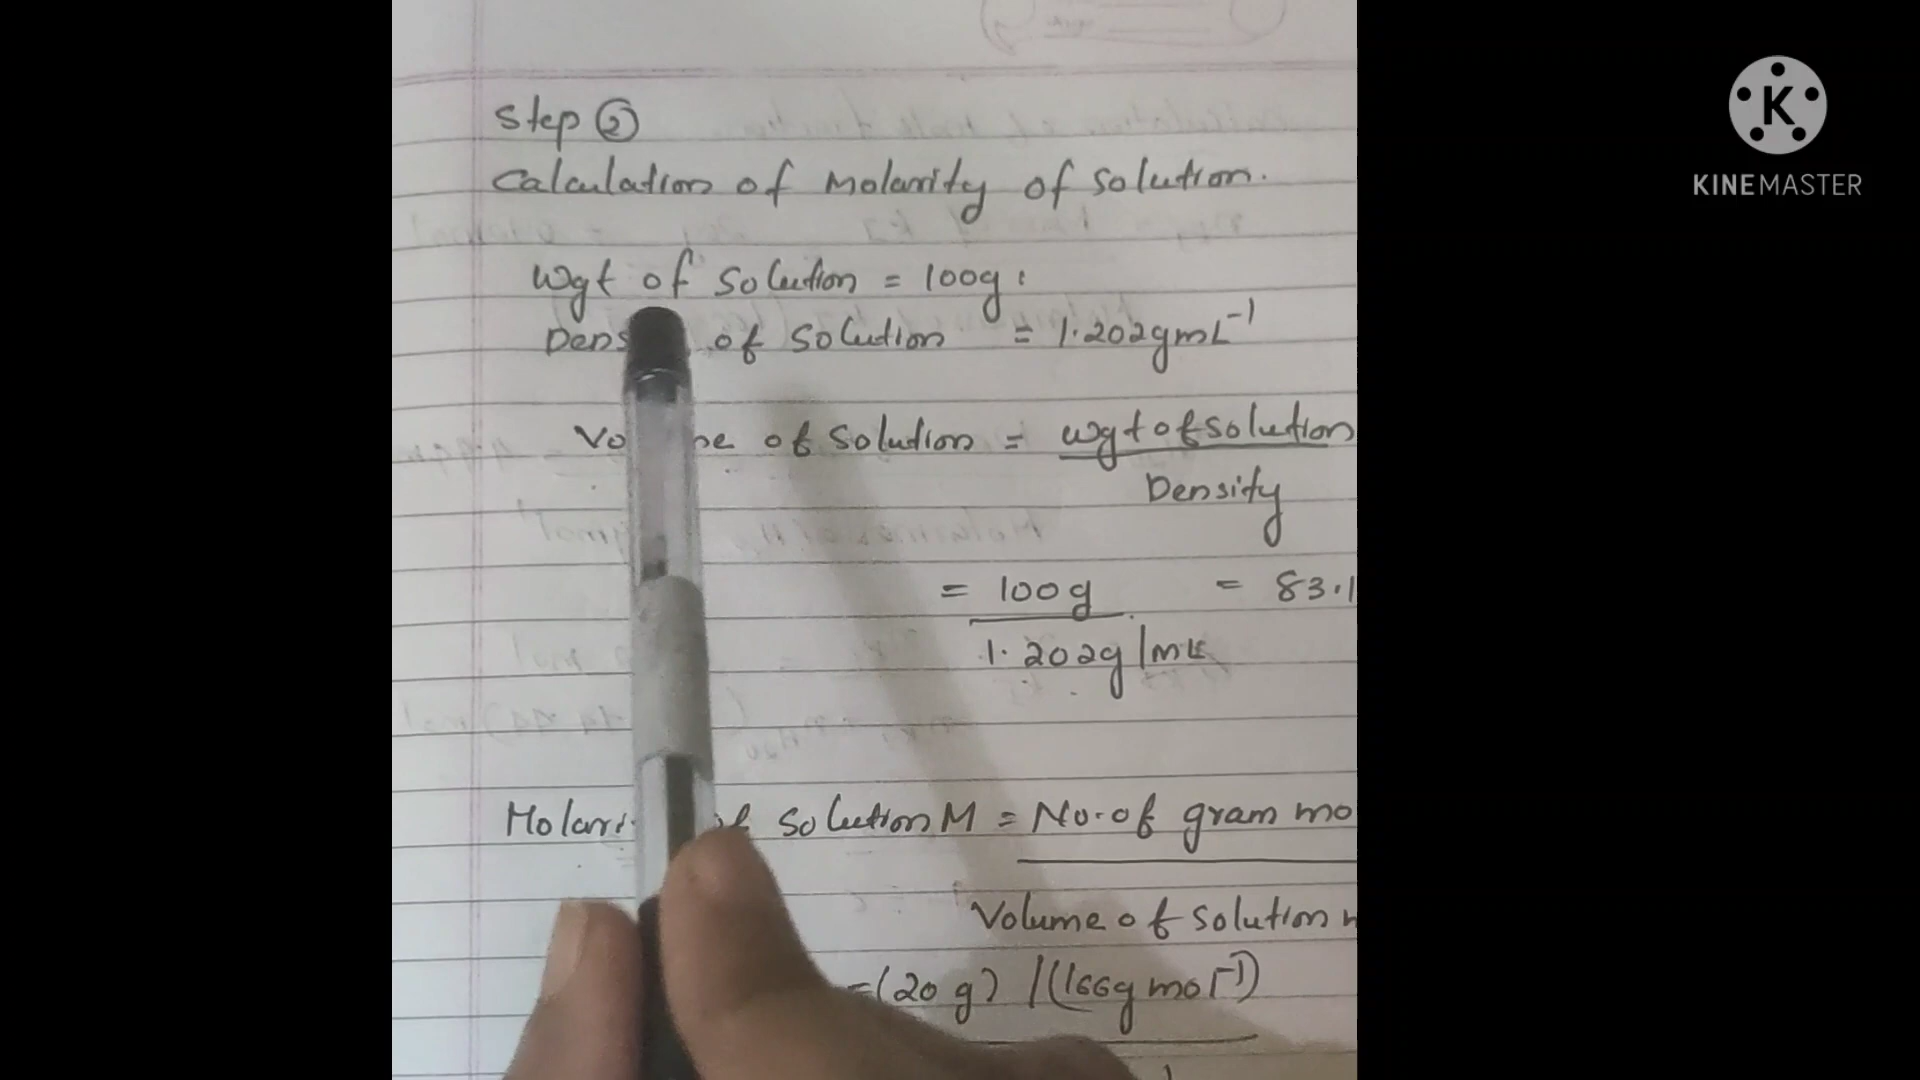 Step ②
Calculation of Molarity of solution.
Wgt of Solution = 100g.
of Solution = 1.202gmL⁻¹
of Solution = wgt of solution
Density
= 100g = 83.1
1.202g/mL
Solution M = No. of gram mo
Volume of Solution
=(20 g) /(166g mol⁻¹)
KINEMASTER